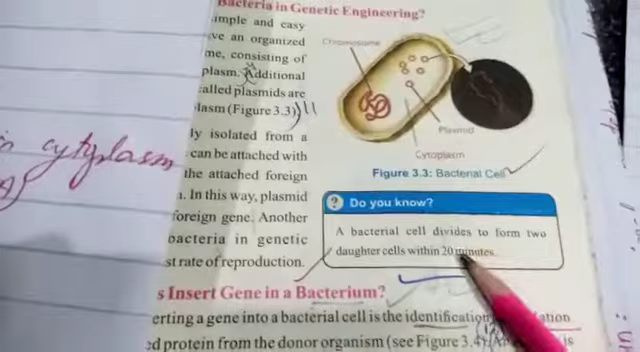 Bacteria in Genetic Engineering?
imple and easy
ve an organized
me, consisting of
plasm. Additional
alled plasmids are
lasm (Figure 3.3)
ly isolated from a
can be attached with
the attached foreign
. In this way, plasmid
foreign gene. Another
bacteria in genetic
st rate of reproduction.
Chromosome
Plasmid
Cytoplasm
Figure 3.3: Bacterial Cell
? Do you know?
A bacterial cell divides to form two
daughter cells within 20 minutes.
s Insert Gene in a Bacterium?
erting a gene into a bacterial cell is the identification
ation
ed protein from the donor organism (see Figure 3.4)
is
cytoplasm